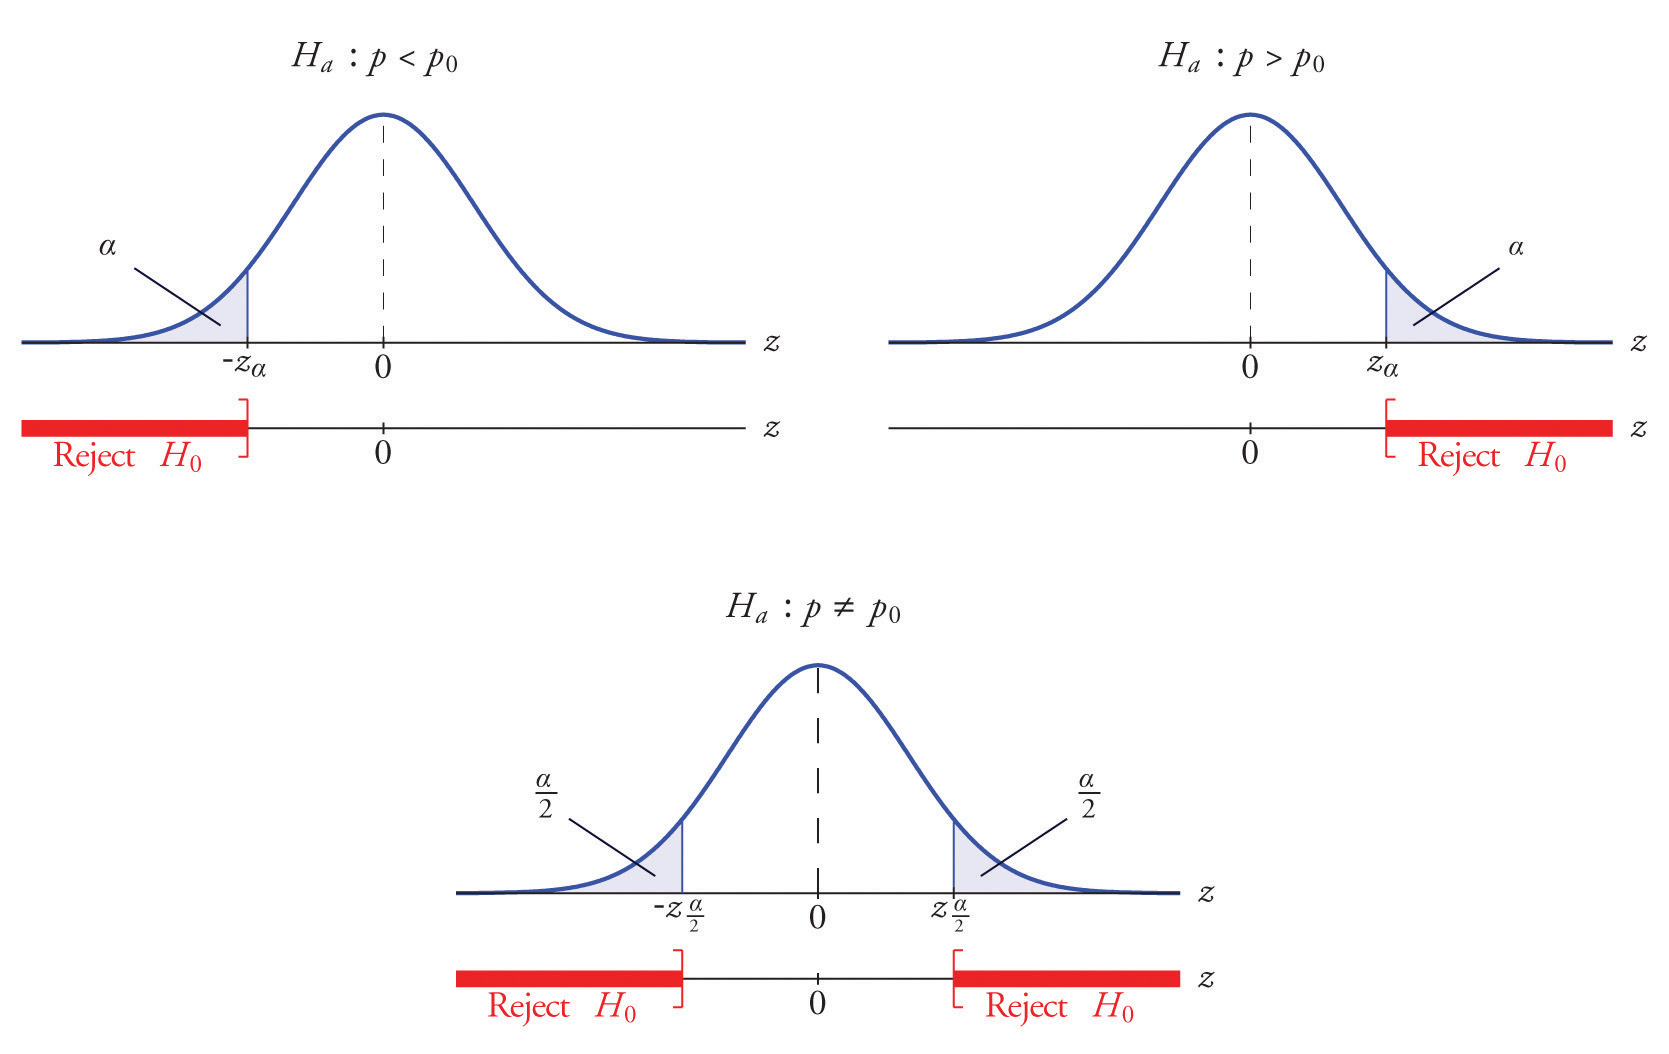 Hₐ : p < p₀
α
-z_α
0
z
Reject H₀
0
z
Hₐ : p > p₀
α
0
z_α
z
0
Reject H₀
z
Hₐ : p ≠ p₀
α/2
α/2
-z_α/2
0
z_α/2
z
Reject H₀
0
Reject H₀
z